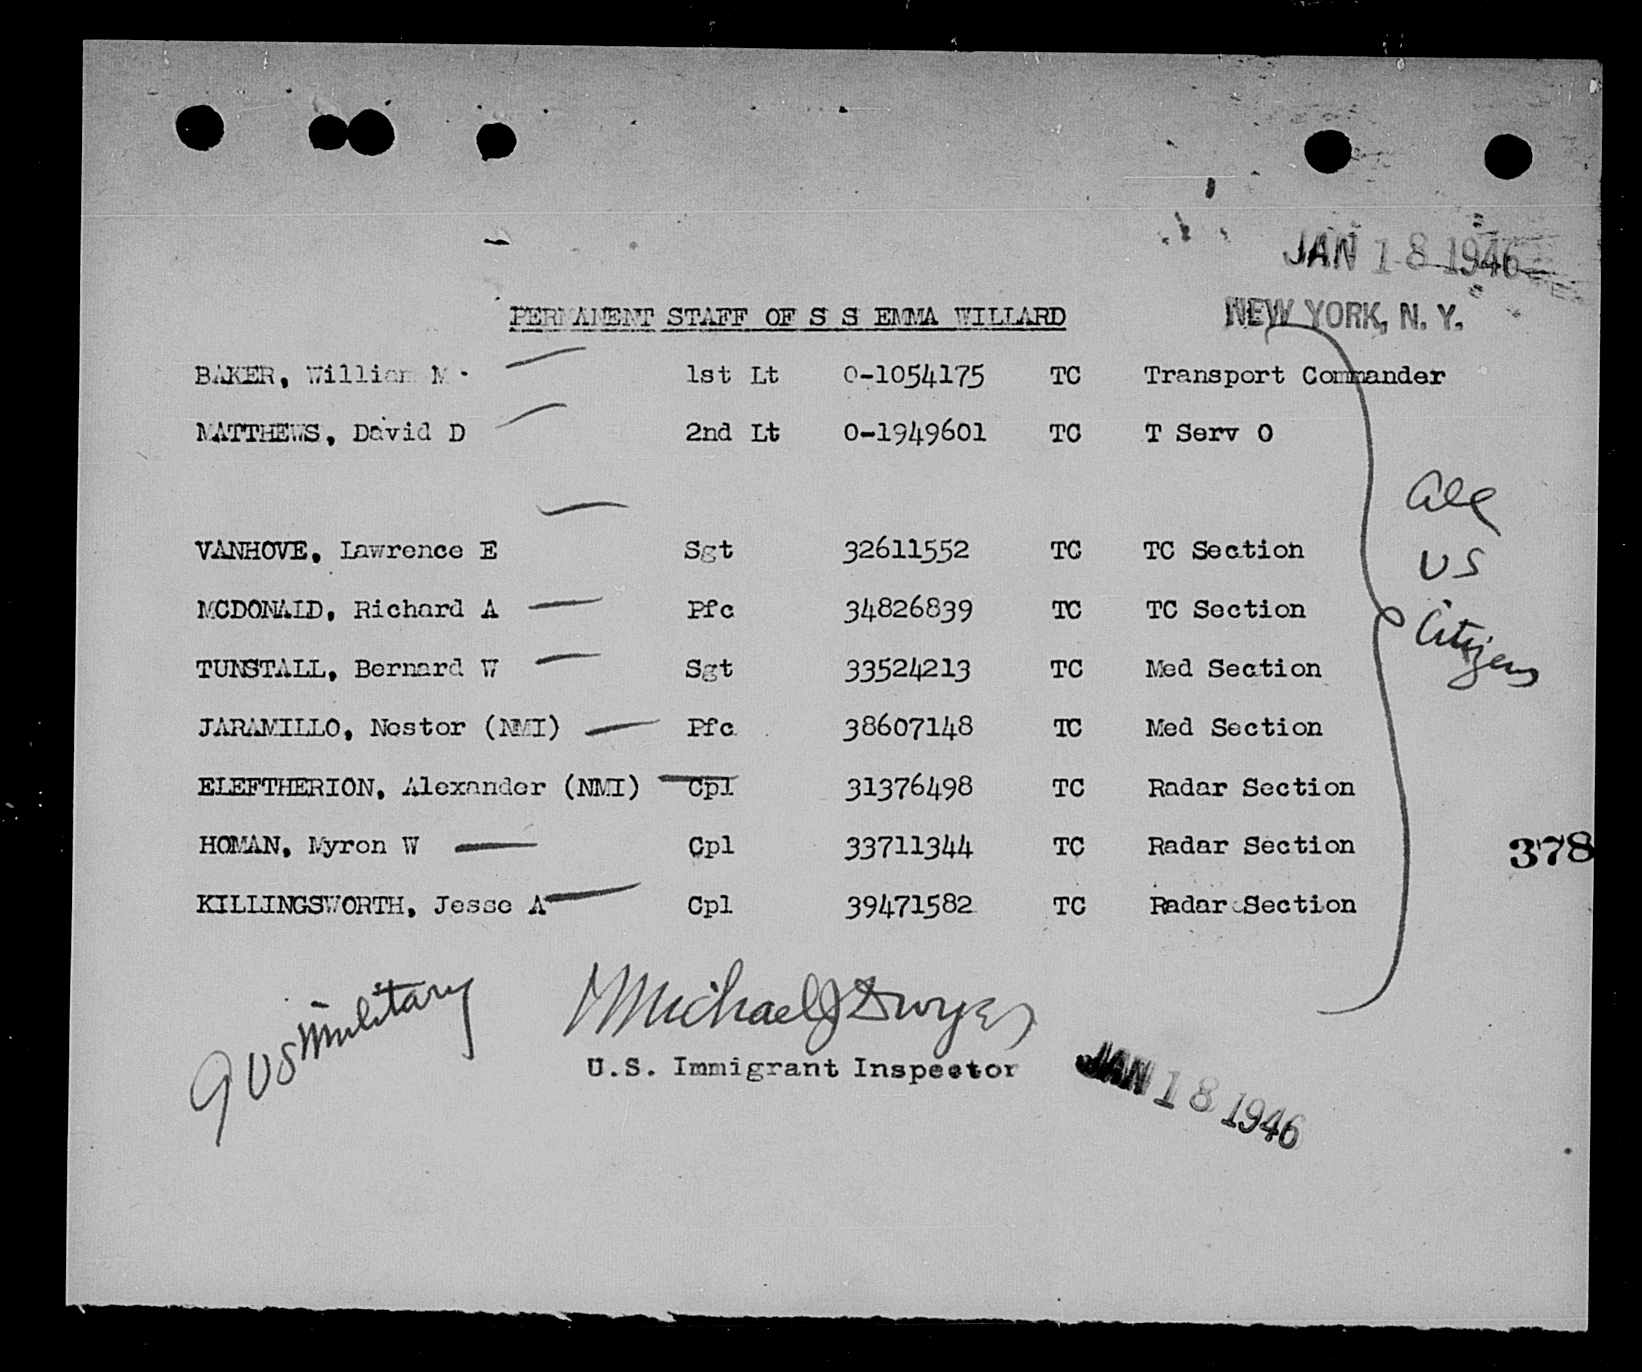 JAN 18 1946
NEW YORK, N. Y.
PERMANENT STAFF OF S S EMMA WILLARD
BAKER, William M. 1st Lt O-1054175 TC Transport Commander
MATTHEWS, David D 2nd Lt O-1949601 TC T Serv O
VANHOVE, Lawrence E Sgt 32611552 TC TC Section
MCDONALD, Richard A Pfc 34826839 TC TC Section
TUNSTALL, Bernard W Sgt 33524213 TC Med Section
JARAMILLO, Nestor (NMI) Pfc 38607148 TC Med Section
ELEFTHERION, Alexander (NMI) Cpl 31376498 TC Radar Section
HOMAN, Myron W Cpl 33711344 TC Radar Section
KILLINGSWORTH, Jesse A Cpl 39471582 TC Radar Section
all
US
Citizens
378
9 US Military
Michael J Dwyer
U.S. Immigrant Inspector
JAN 18 1946